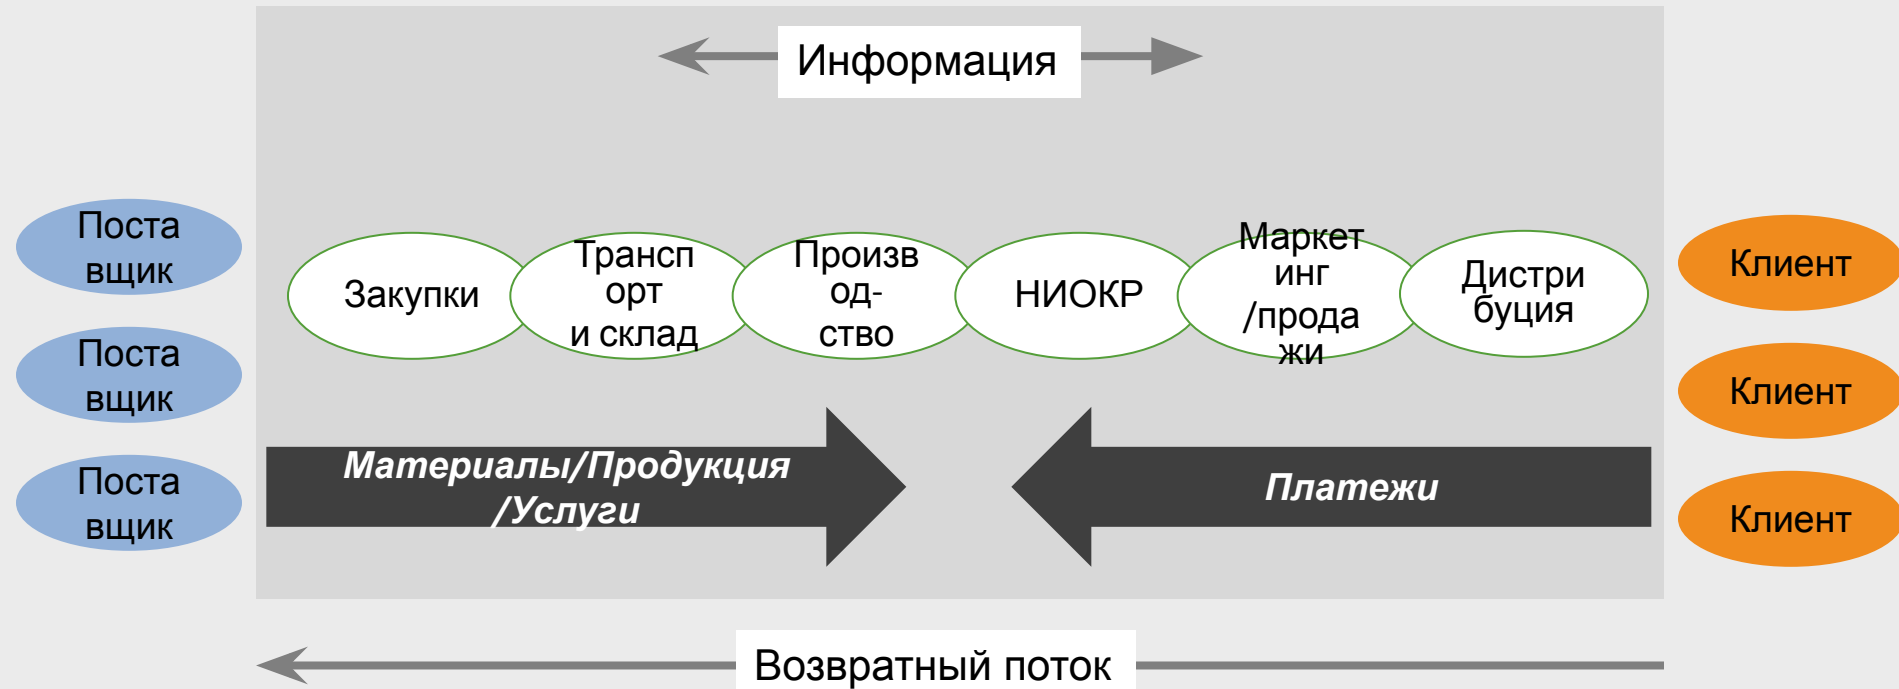 Информация
Поста
вщик
Поста
вщик
Поста
вщик
Закупки
Трансп
орт
и склад
Произв
од-
ство
НИОКР
Маркет
инг
/прода
жи
Дистри
буция
Клиент
Клиент
Клиент
Материалы/Продукция
/Услуги
Платежи
Возвратный поток